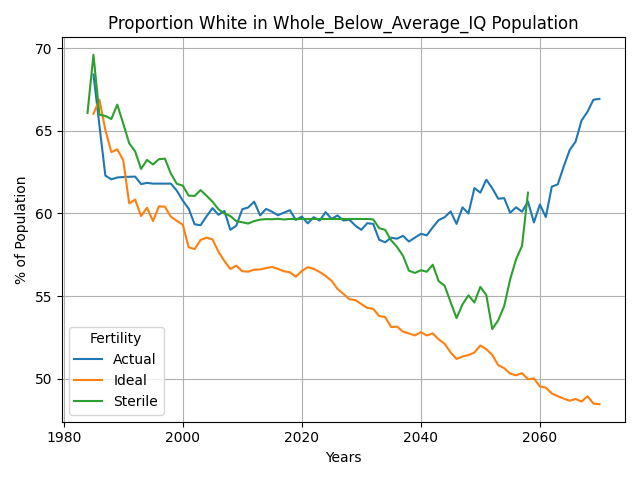 Proportion White in Whole_Below_Average_IQ Population
% of Population
70
65
60
55
50
Fertility
Actual
Ideal
Sterile
1980
2000
2020
2040
2060
Years